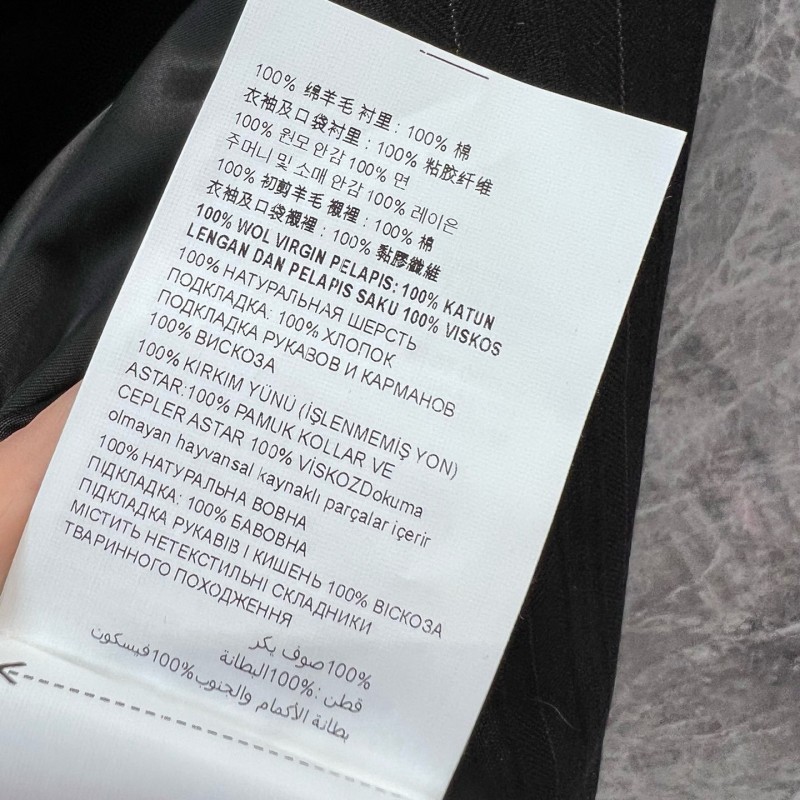 100% 绵羊毛 衬里 : 100% 棉
衣袖及口袋衬里 : 100% 粘胶纤维
100% 원모 안감 100% 면
주머니 및 소매 안감 100% 레이온
100% 初剪羊毛 襯裡 : 100% 棉
衣袖及口袋襯裡 : 100% 黏膠纖維
100% WOL VIRGIN PELAPIS: 100% KATUN
LENGAN DAN PELAPIS SAKU 100% VISKOS
100% НАТУРАЛЬНАЯ ШЕРСТЬ
ПОДКЛАДКА: 100% ХЛОПОК
ПОДКЛАДКА РУКАВОВ И КАРМАНОВ
100% ВИСКОЗА
100% KIRKIM YÜNÜ (İŞLENMEMİŞ YON)
ASTAR:100% PAMUK KOLLAR VE
CEPLER ASTAR 100% VİSKOZDokuma
olmayan hayvansal kaynaklı parçalar içerir
100% НАТУРАЛЬНА ВОВНА
ПІДКЛАДКА: 100% БАВОВНА
ПІДКЛАДКА РУКАВІВ І КИШЕНЬ 100% ВІСКОЗА
МІСТИТЬ НЕТЕКСТИЛЬНІ СКЛАДНИКИ
ТВАРИННОГО ПОХОДЖЕННЯ
100% صوف بكر
قطن :100%البطانة
بطانة الأكمام والجنوب%100فيسكوت